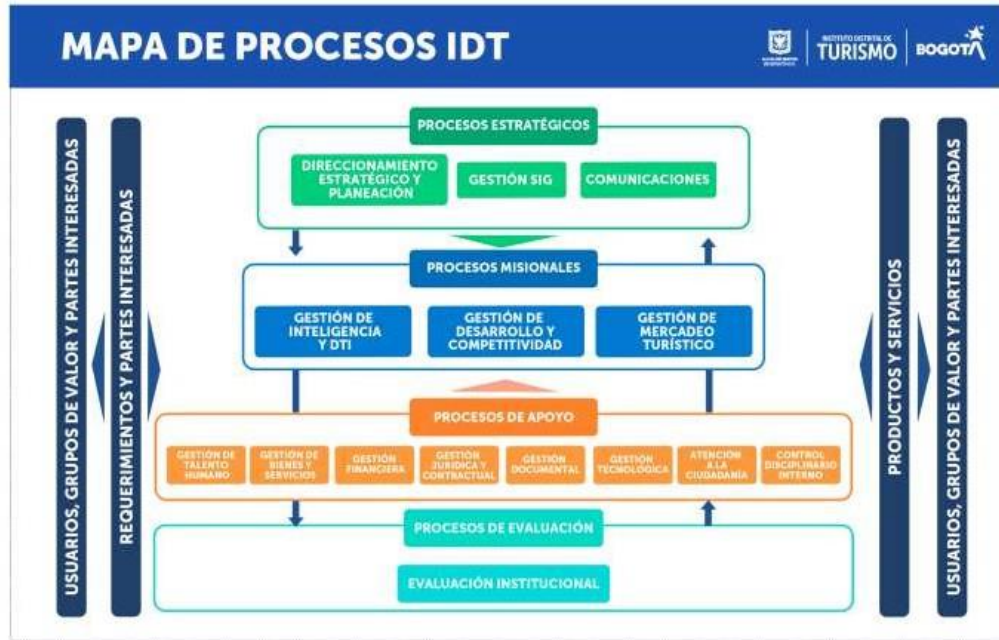 MAPA DE PROCESOS IDT
INSTITUTO DISTRITAL DE
TURISMO
BOGOTÁ
USUARIOS, GRUPOS DE VALOR Y PARTES INTERESADAS
REQUERIMIENTOS Y PARTES INTERESADAS
PROCESOS ESTRATÉGICOS
DIRECCIONAMIENTO
ESTRATÉGICO Y
PLANEACIÓN
GESTIÓN SIG
COMUNICACIONES
PROCESOS MISIONALES
GESTIÓN DE
INTELIGENCIA
Y DTI
GESTIÓN DE
DESARROLLO Y
COMPETITIVIDAD
GESTIÓN DE
MERCADEO
TURÍSTICO
PROCESOS DE APOYO
GESTIÓN DE
TALENTO
HUMANO
GESTIÓN DE
BIENES Y
SERVICIOS
GESTIÓN
FINANCIERA
GESTIÓN
JURÍDICA Y
CONTRACTUAL
GESTIÓN
DOCUMENTAL
GESTIÓN
TECNOLÓGICA
ATENCIÓN
A LA
CIUDADANÍA
CONTROL
DISCIPLINARIO
INTERNO
PROCESOS DE EVALUACIÓN
EVALUACIÓN INSTITUCIONAL
PRODUCTOS Y SERVICIOS
USUARIOS, GRUPOS DE VALOR Y PARTES INTERESADAS